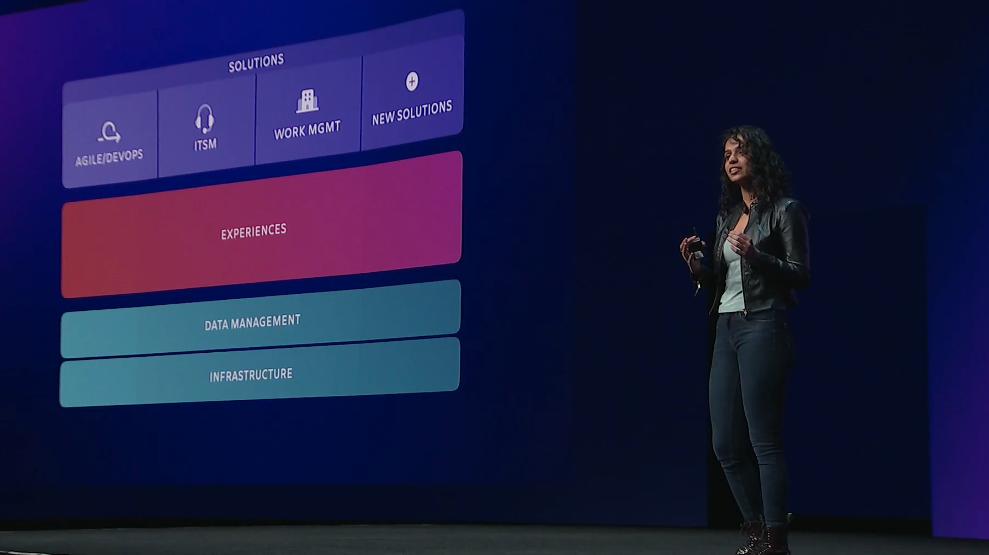 SOLUTIONS
AGILE/DEVOPS
ITSM
WORK MGMT
NEW SOLUTIONS
EXPERIENCES
DATA MANAGEMENT
INFRASTRUCTURE